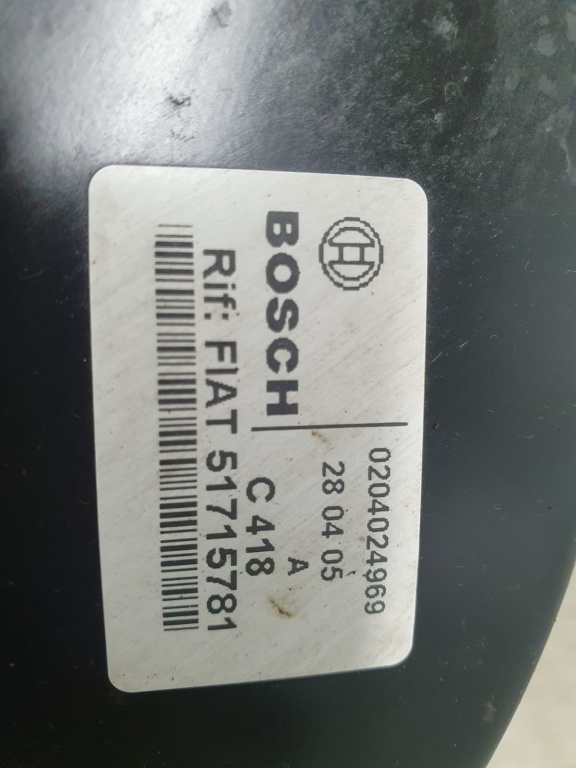 BOSCH
0204024969
28 04 05
A
C 418
Rif: FIAT 51715781